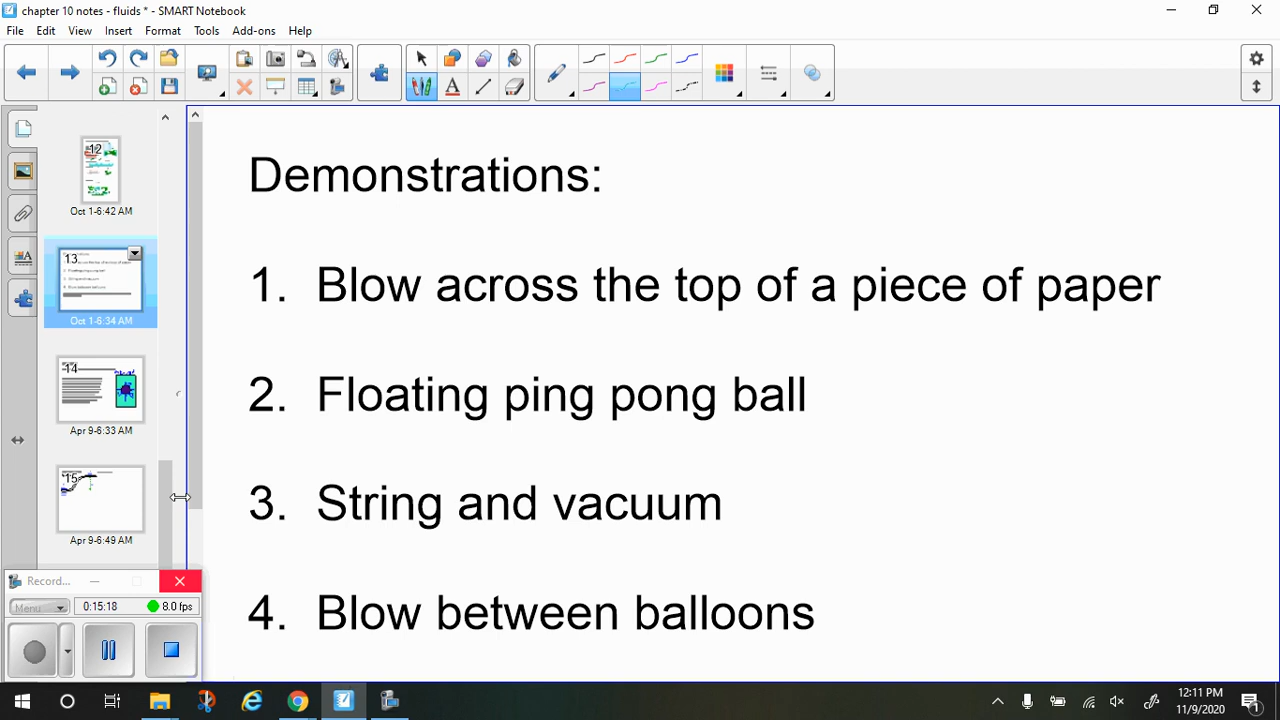 chapter 10 notes - fluids * - SMART Notebook
File Edit View Insert Format Tools Add-ons Help
12
Oct 1-6:42 AM
13
Oct 1-6:34 AM
14
Apr 9-6:33 AM
15
Apr 9-6:49 AM
Demonstrations:
1. Blow across the top of a piece of paper
2. Floating ping pong ball
3. String and vacuum
4. Blow between balloons
Record...
Menu
0:15:18
8.0 fps
12:11 PM
11/9/2020
1